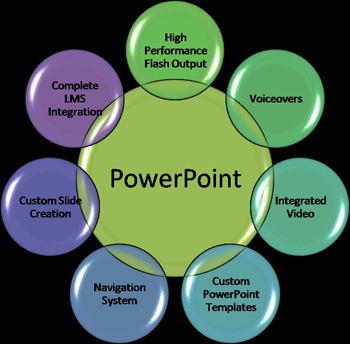 High
Performance
Flash Output
Complete
LMS
Integration
Voiceovers
PowerPoint
Custom Slide
Creation
Integrated
Video
Navigation
System
Custom
PowerPoint
Templates